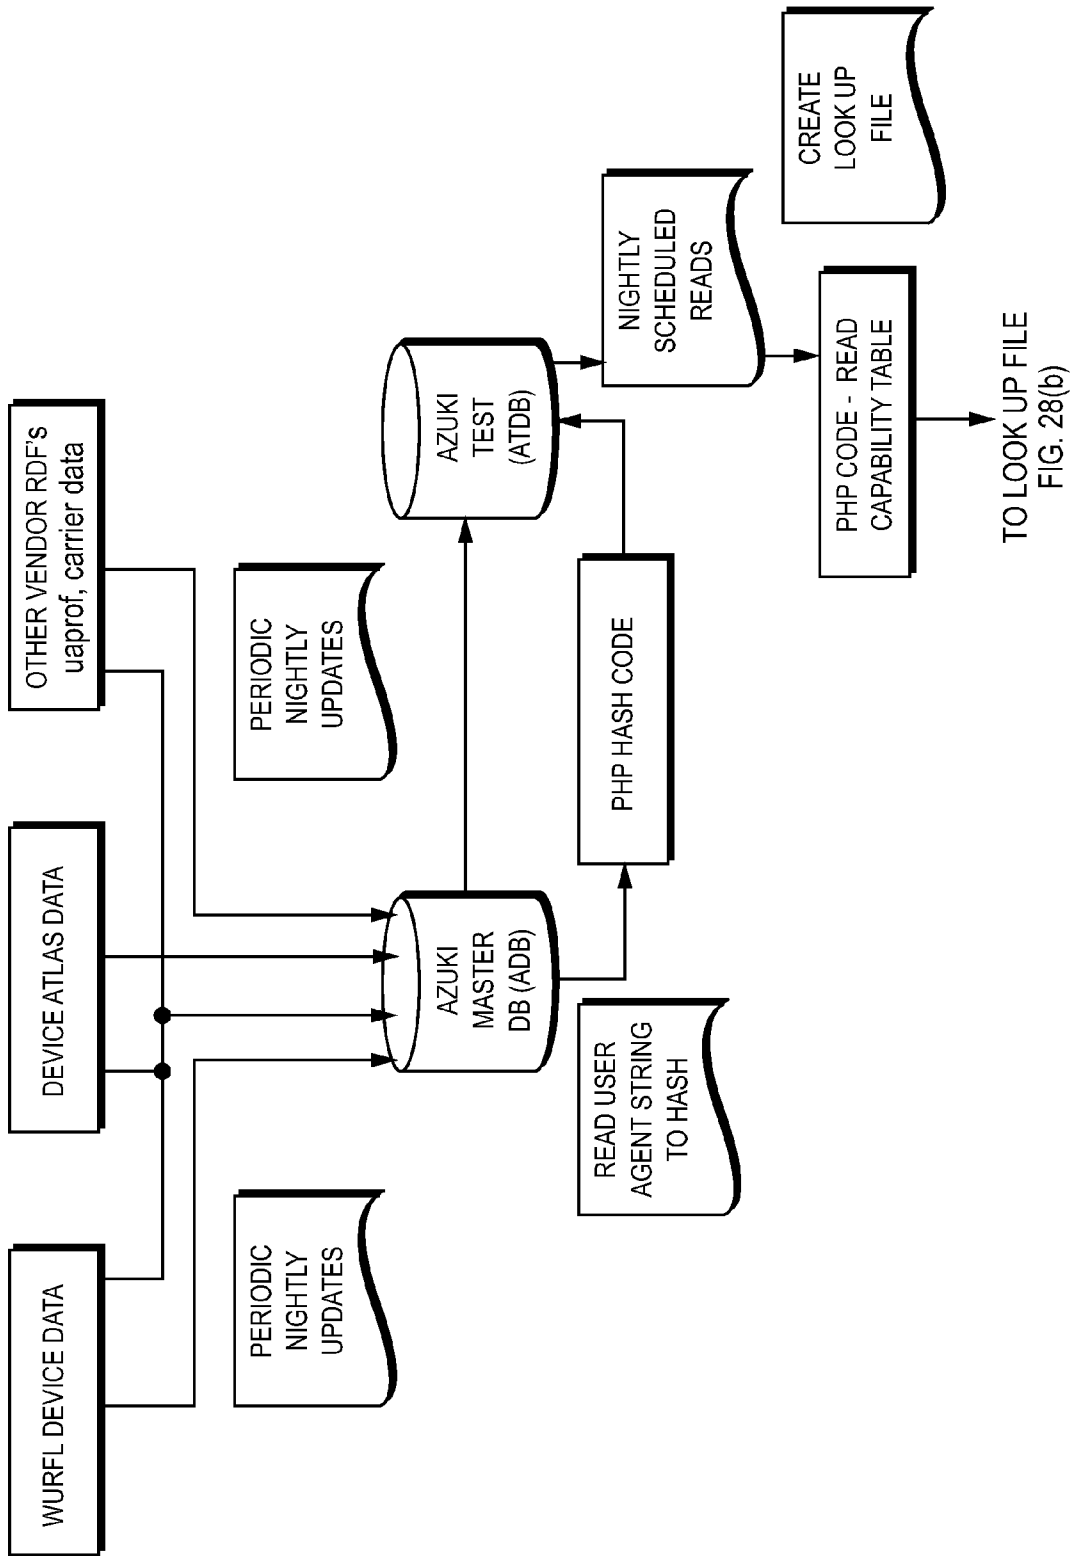 WURFL DEVICE DATA
DEVICE ATLAS DATA
OTHER VENDOR RDF's
uaprof, carrier data
PERIODIC
NIGHTLY
UPDATES
PERIODIC
NIGHTLY
UPDATES
AZUKI
MASTER
DB (ADB)
AZUKI
TEST
(ATDB)
READ USER
AGENT STRING
TO HASH
PHP HASH CODE
NIGHTLY
SCHEDULED
READS
CREATE
LOOK UP
FILE
PHP CODE - READ
CAPABILITY TABLE
TO LOOK UP FILE
FIG. 28(b)